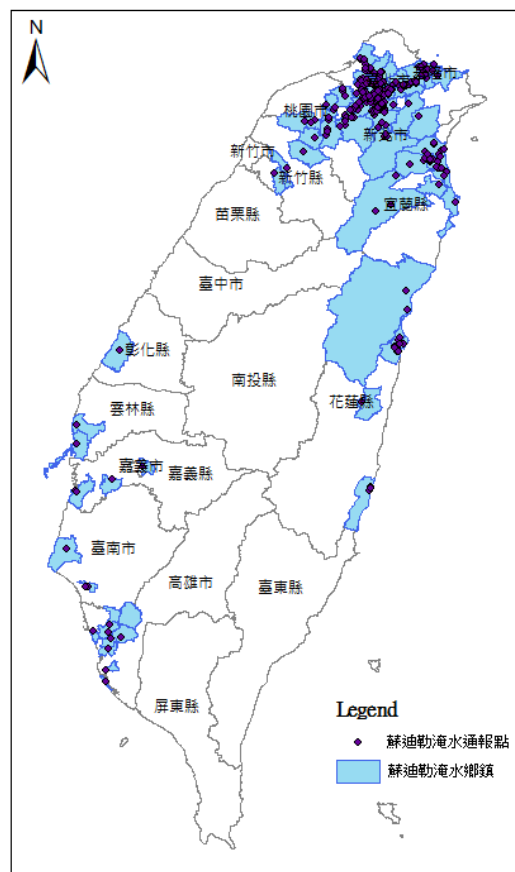 N
基隆市
桃園市
新北市
新竹市
新竹縣
宜蘭縣
苗栗縣
臺中市
彰化縣
南投縣
花蓮縣
雲林縣
嘉義市
嘉義縣
臺南市
高雄市
臺東縣
屏東縣
Legend
蘇迪勒淹水通報點
蘇迪勒淹水鄉鎮